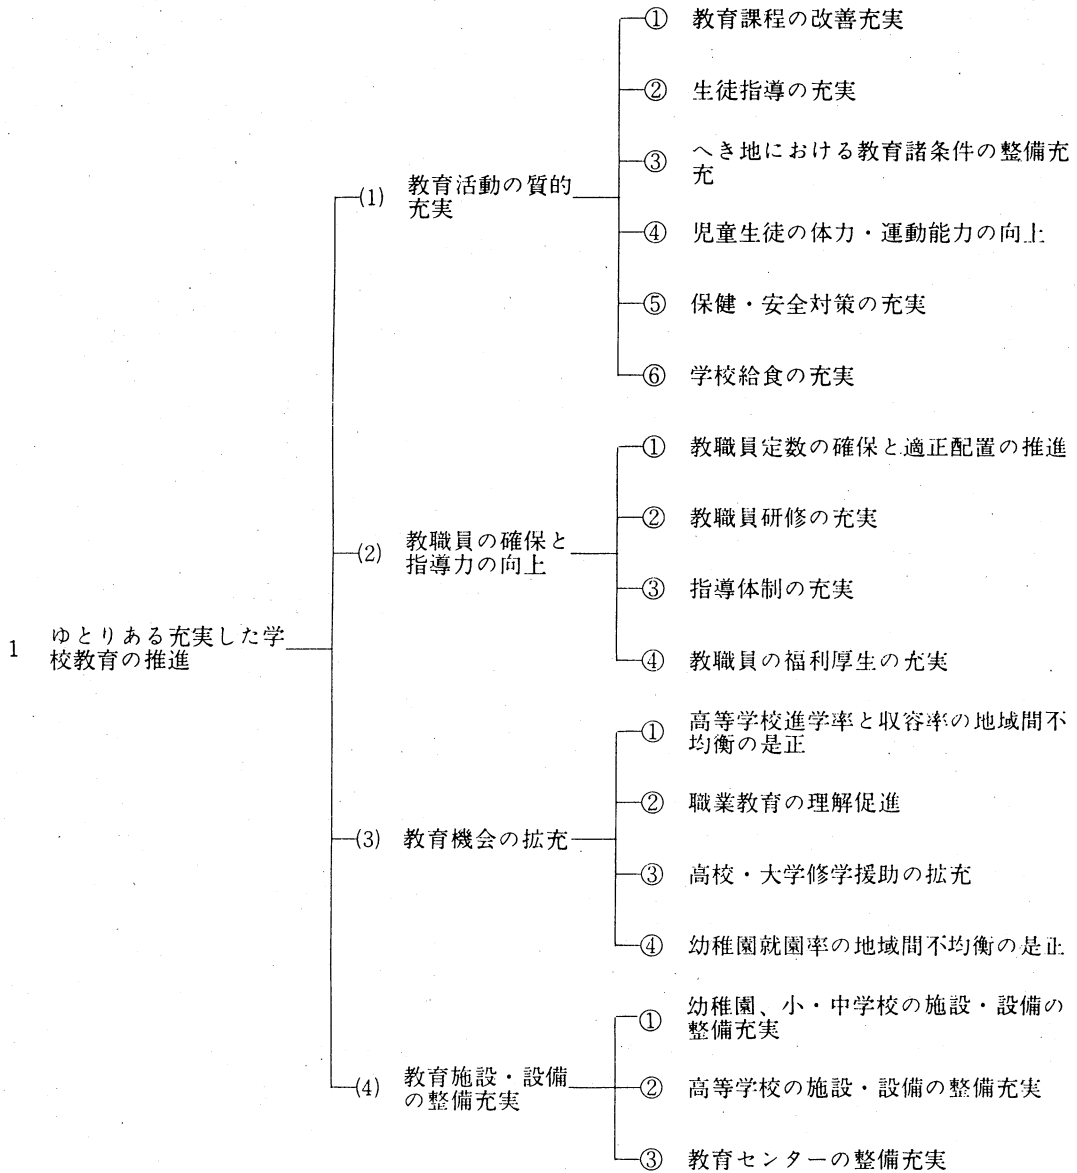 1 ゆとりある充実した学
校教育の推進
(1) 教育活動の質的
充実
① 教育課程の改善充実
② 生徒指導の充実
③ へき地における教育諸条件の整備充
充
④ 児童生徒の体力・運動能力の向上
⑤ 保健・安全対策の充実
⑥ 学校給食の充実
(2) 教職員の確保と
指導力の向上
① 教職員定数の確保と適正配置の推進
② 教職員研修の充実
③ 指導体制の充実
④ 教職員の福利厚生の充実
(3) 教育機会の拡充
① 高等学校進学率と収容率の地域間不
均衡の是正
② 職業教育の理解促進
③ 高校・大学修学援助の拡充
④ 幼稚園就園率の地域間不均衡の是正
(4) 教育施設・設備
の整備充実
① 幼稚園、小・中学校の施設・設備の
整備充実
② 高等学校の施設・設備の整備充実
③ 教育センターの整備充実